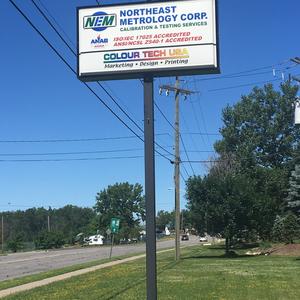 NEM
NORTHEAST
METROLOGY CORP.
CALIBRATION & TESTING SERVICES
ANAB
ISO/IEC 17025 ACCREDITED
ANSI/NCSL Z540-1 ACCREDITED
COLOUR TECH USA
Marketing • Design • Printing